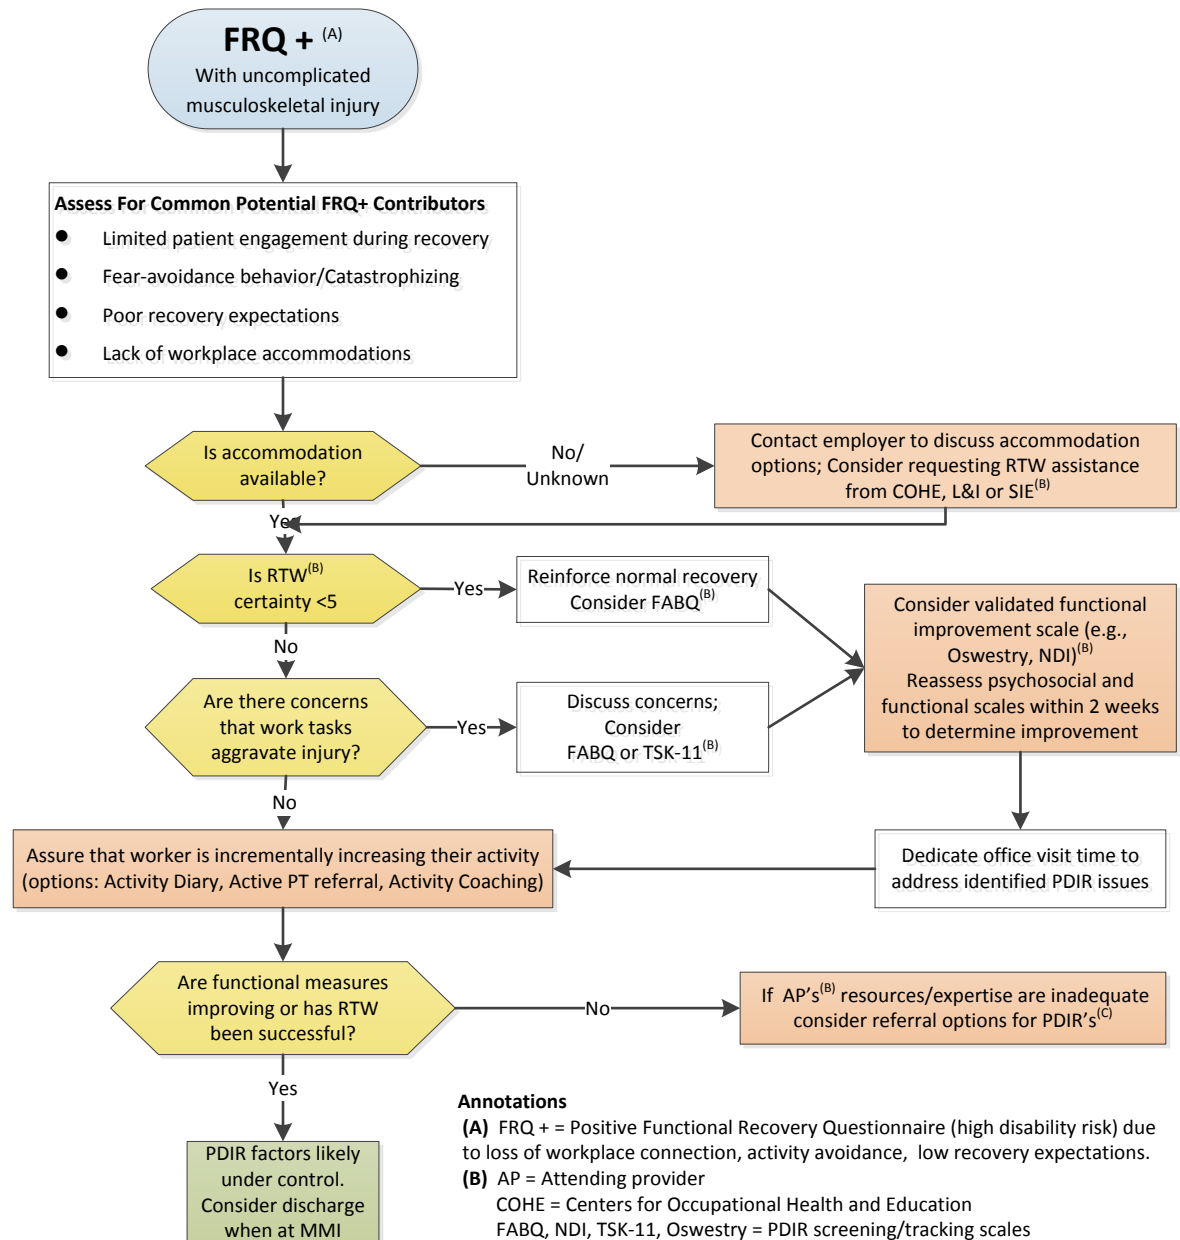 FRQ + (A)
With uncomplicated
musculoskeletal injury
Assess For Common Potential FRQ+ Contributors
● Limited patient engagement during recovery
● Fear-avoidance behavior/Catastrophizing
● Poor recovery expectations
● Lack of workplace accommodations
Is accommodation
available?
No/
Unknown
Contact employer to discuss accommodation
options; Consider requesting RTW assistance
from COHE, L&I or SIE(B)
Yes
Is RTW(B)
certainty <5
Yes
Reinforce normal recovery
Consider FABQ(B)
Consider validated functional
improvement scale (e.g.,
Oswestry, NDI)(B)
Reassess psychosocial and
functional scales within 2 weeks
to determine improvement
No
Are there concerns
that work tasks
aggravate injury?
Yes
Discuss concerns;
Consider
FABQ or TSK-11(B)
No
Assure that worker is incrementally increasing their activity
(options: Activity Diary, Active PT referral, Activity Coaching)
Dedicate office visit time to
address identified PDIR issues
Are functional measures
improving or has RTW
been successful?
No
If AP's(B) resources/expertise are inadequate
consider referral options for PDIR's(C)
Yes
PDIR factors likely
under control.
Consider discharge
when at MMI
Annotations
(A) FRQ + = Positive Functional Recovery Questionnaire (high disability risk) due
to loss of workplace connection, activity avoidance, low recovery expectations.
(B) AP = Attending provider
COHE = Centers for Occupational Health and Education
FABQ, NDI, TSK-11, Oswestry = PDIR screening/tracking scales